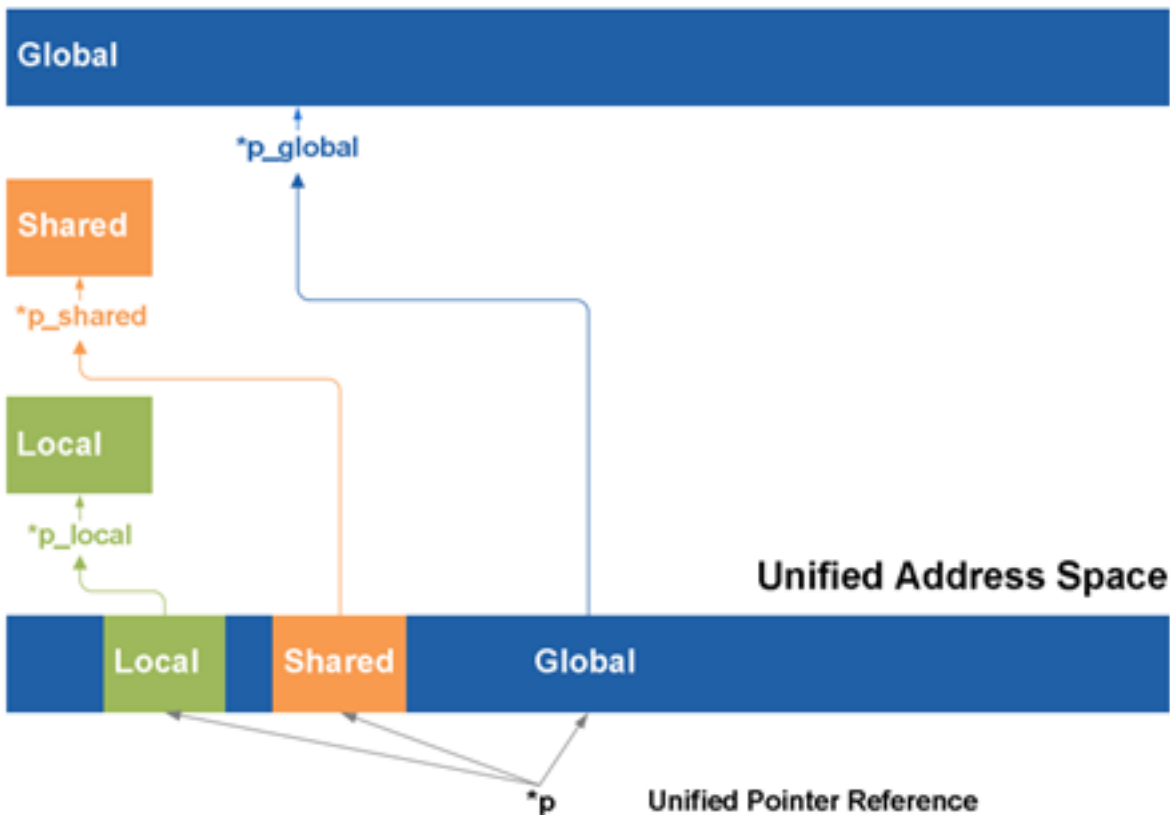 Global
*p_global
Shared
*p_shared
Local
*p_local
Unified Address Space
Local Shared Global
*p Unified Pointer Reference